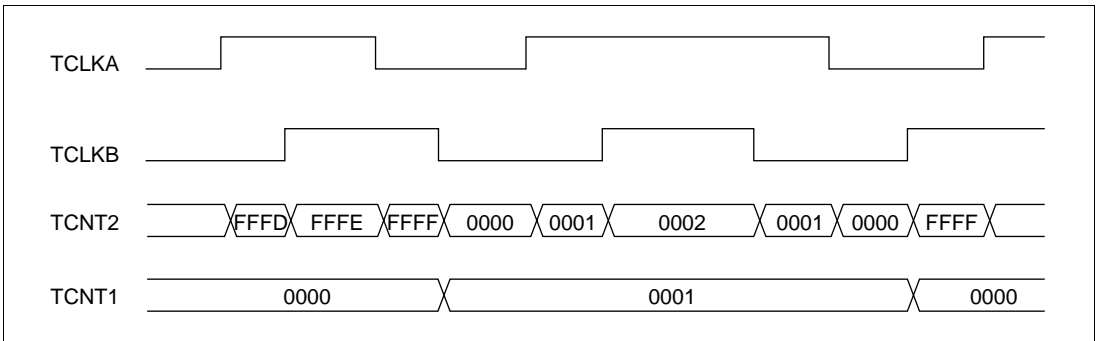 TCLKA
TCLKB
TCNT2 FFFD FFFE FFFF 0000 0001 0002 0001 0000 FFFF
TCNT1 0000 0001 0000